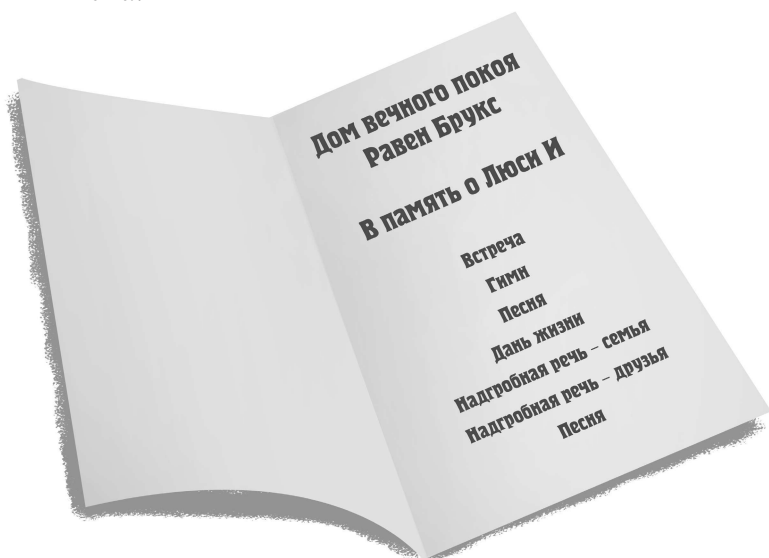 Дом вечного покоя
Равен Брукс
В память о Люси И
Встреча
Гимн
Песня
Дань жизни
Надгробная речь – семья
Надгробная речь – друзья
Песня